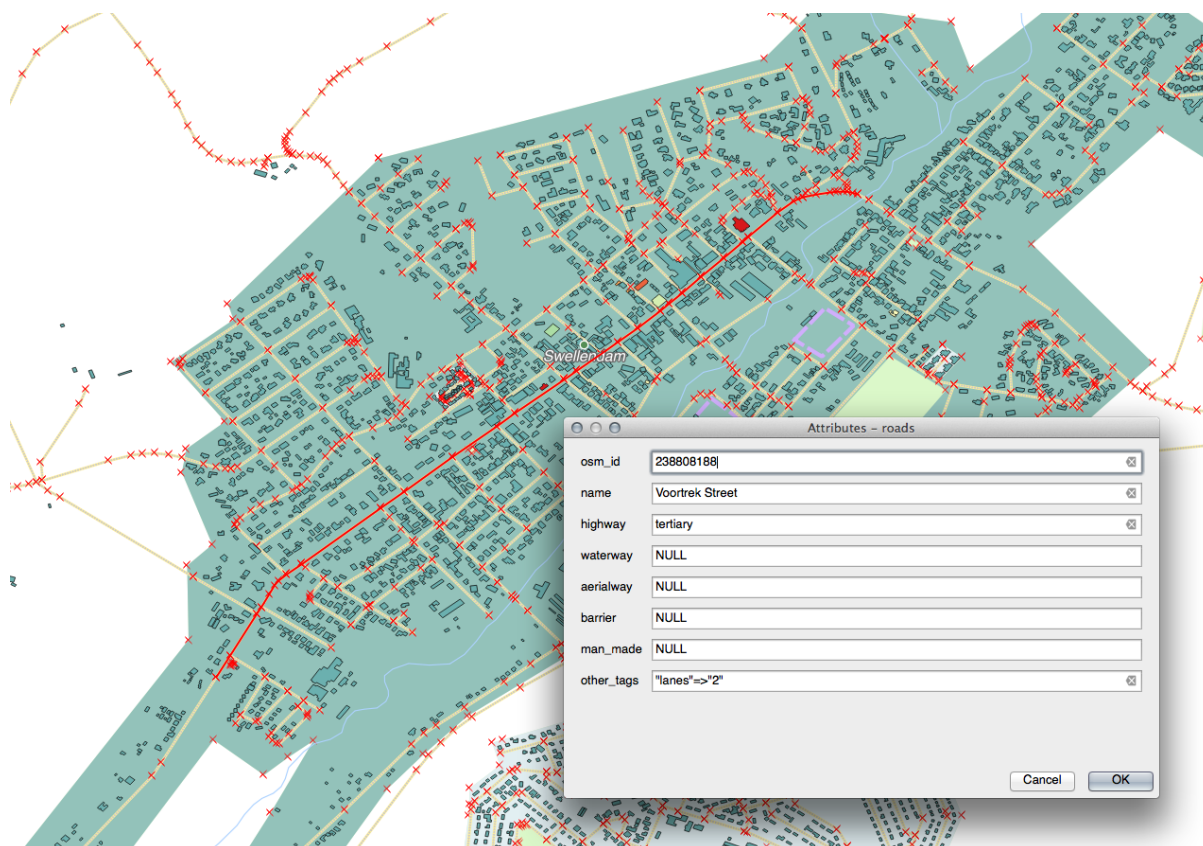 Swellendam
Attributes – roads
osm_id 238808188
name Voortrek Street
highway tertiary
waterway NULL
aerialway NULL
barrier NULL
man_made NULL
other_tags "lanes"=>"2"
Cancel OK